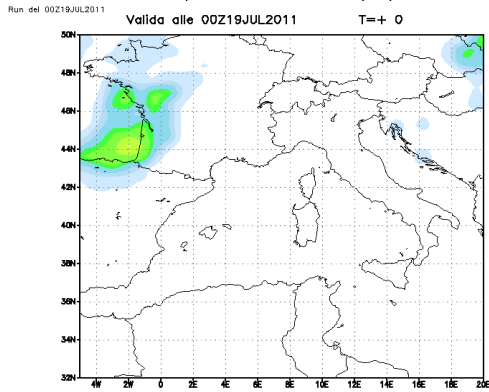 Run del 00Z19JUL2011
Valida alle 00Z19JUL2011 T=+ 0
50N
48N
46N
44N
42N
40N
38N
36N
34N
32N
4W 2W 0 2E 4E 6E 8E 10E 12E 14E 16E 18E 20E